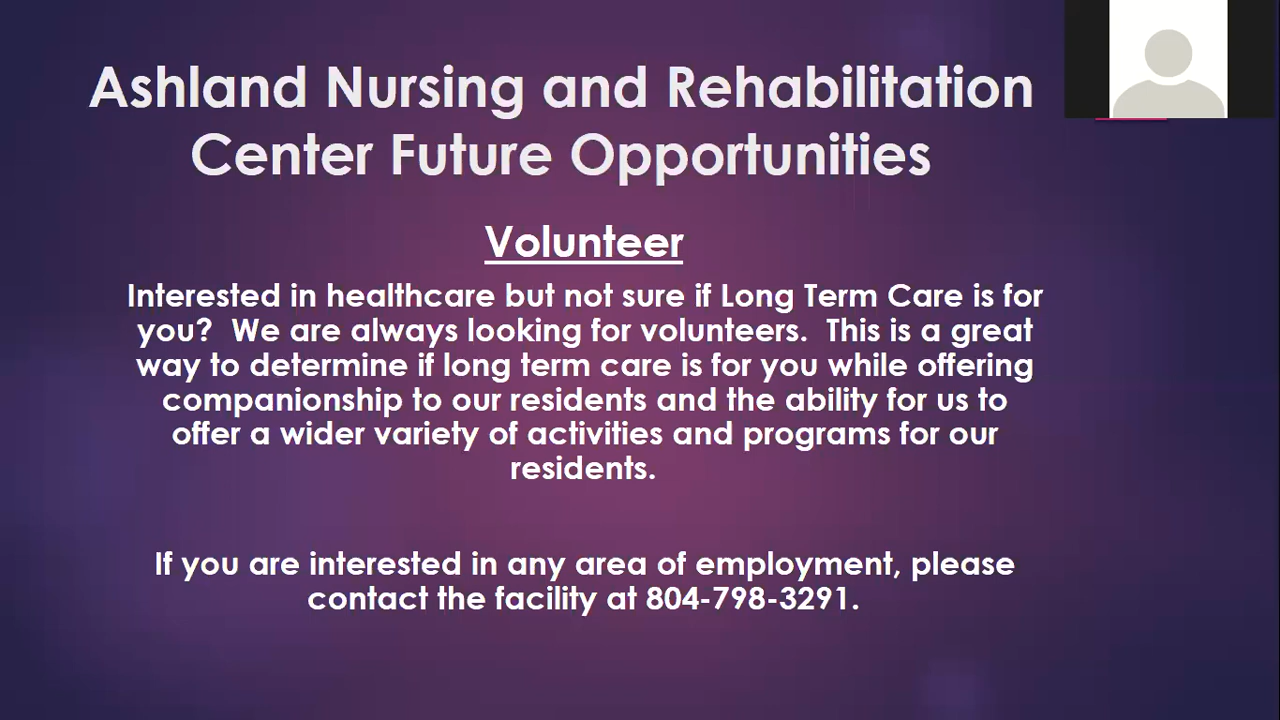 Ashland Nursing and Rehabilitation
Center Future Opportunities
Volunteer
Interested in healthcare but not sure if Long Term Care is for
you?  We are always looking for volunteers.  This is a great
way to determine if long term care is for you while offering
companionship to our residents and the ability for us to
offer a wider variety of activities and programs for our
residents.
If you are interested in any area of employment, please
contact the facility at 804-798-3291.